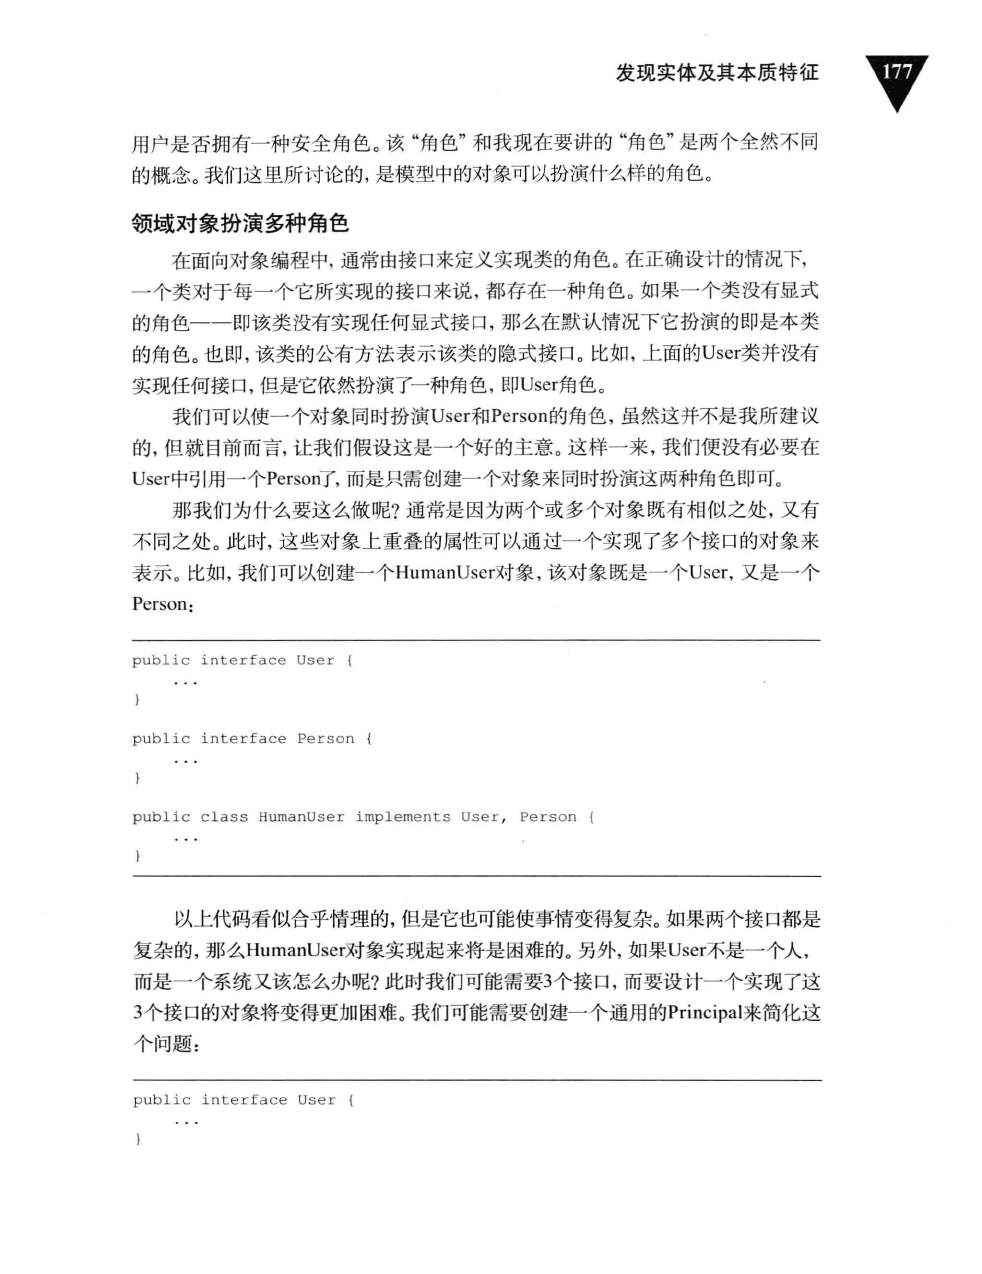 发现实体及其本质特征
177
用户是否拥有一种安全角色。该“角色”和我现在要讲的“角色”是两个全然不同
的概念。我们这里所讨论的，是模型中的对象可以扮演什么样的角色。
领域对象扮演多种角色
在面向对象编程中，通常由接口来定义实现类的角色。在正确设计的情况下，
一个类对于每一个它所实现的接口来说，都存在一种角色。如果一个类没有显式
的角色——即该类没有实现任何显式接口，那么在默认情况下它扮演的即是本类
的角色。也即，该类的公有方法表示该类的隐式接口。比如，上面的User类并没有
实现任何接口，但是它依然扮演了一种角色，即User角色。
我们可以使一个对象同时扮演User和Person的角色，虽然这并不是我所建议
的，但就目前而言，让我们假设这是一个好的主意。这样一来，我们便没有必要在
User中引用一个Person了，而是只需创建一个对象来同时扮演这两种角色即可。
那我们为什么要这么做呢？通常是因为两个或多个对象既有相似之处，又有
不同之处。此时，这些对象上重叠的属性可以通过一个实现了多个接口的对象来
表示。比如，我们可以创建一个HumanUser对象，该对象既是一个User，又是一个
Person：
public interface User {
...
}
public interface Person {
...
}
public class HumanUser implements User, Person {
...
}
以上代码看似合乎情理的，但是它也可能使事情变得复杂。如果两个接口都是
复杂的，那么HumanUser对象实现起来将是困难的。另外，如果User不是一个人，
而是一个系统又该怎么办呢？此时我们可能需要3个接口，而要设计一个实现了这
3个接口的对象将变得更加困难。我们可能需要创建一个通用的Principal来简化这
个问题：
public interface User {
...
}